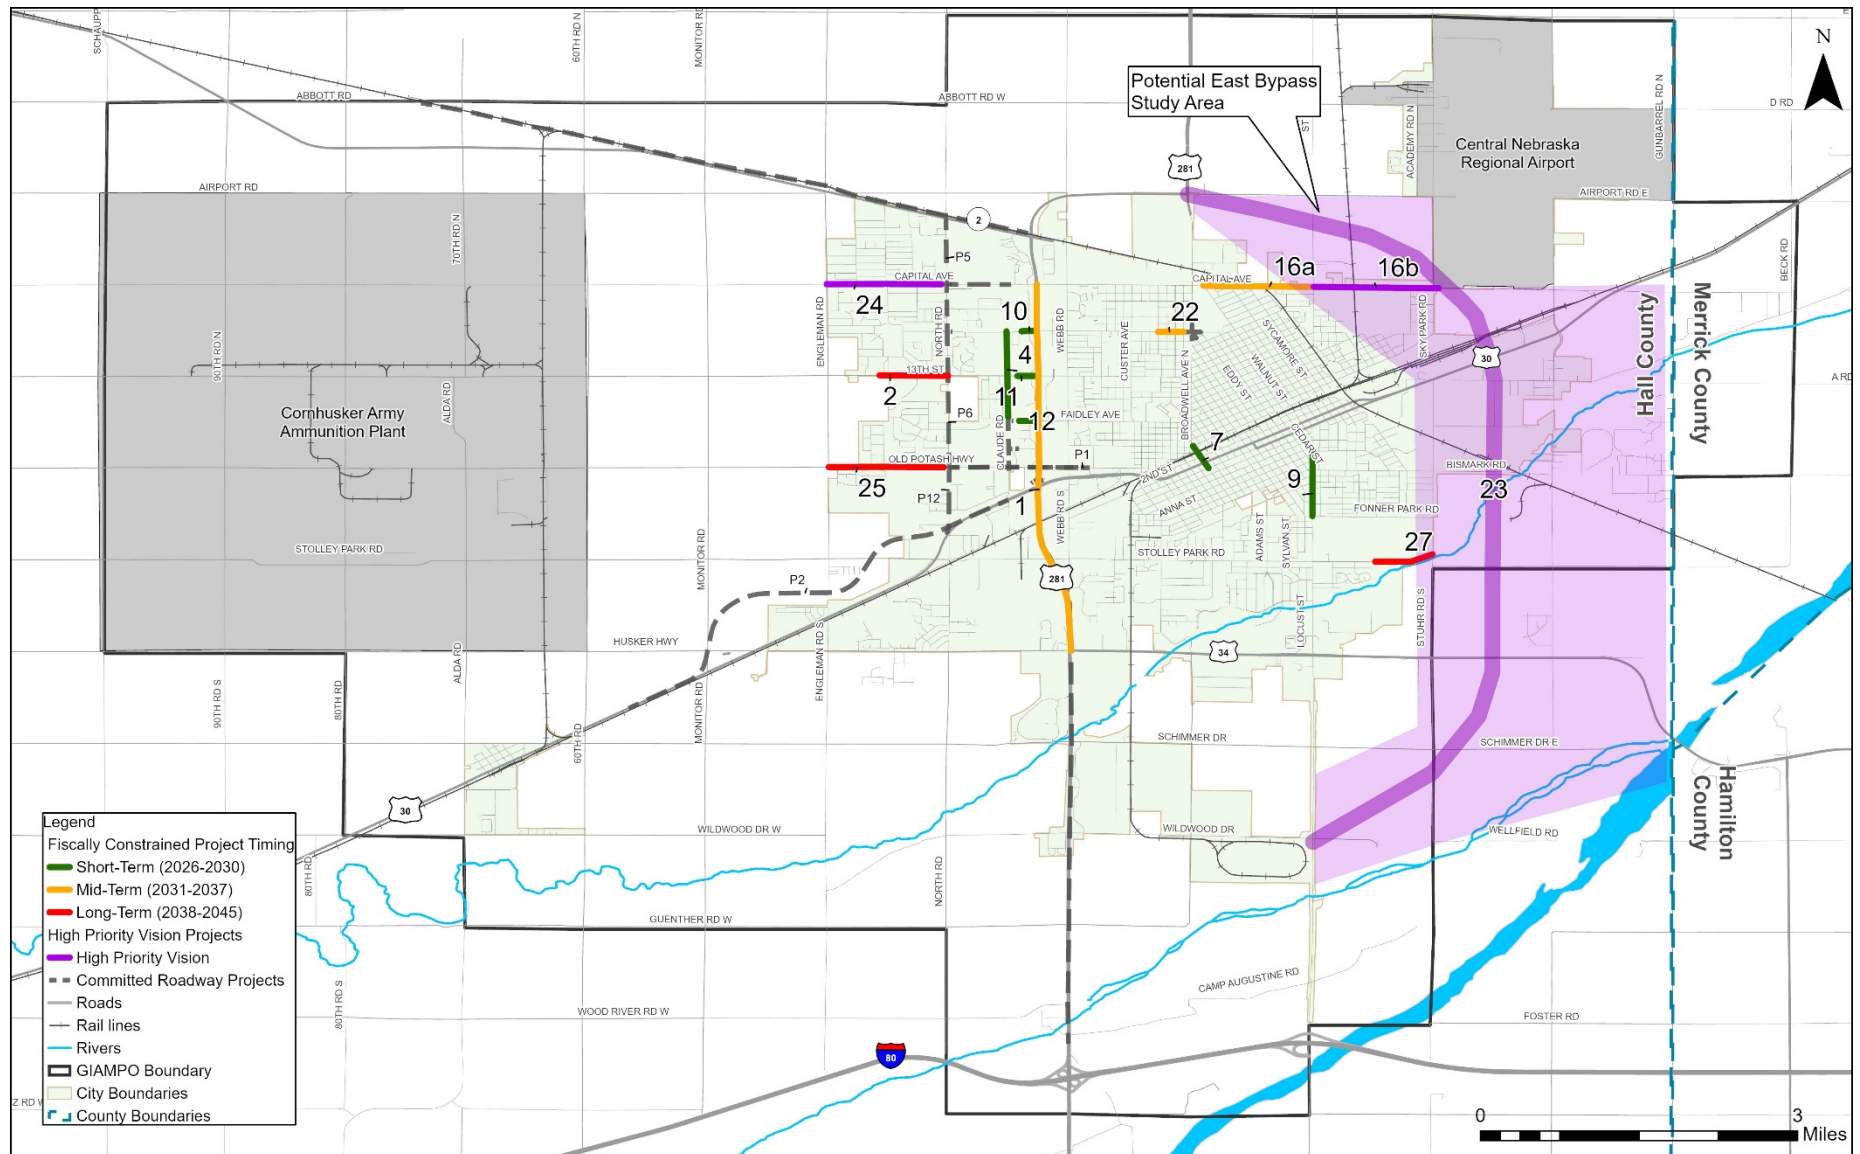 SCHAUPP
60TH RD N
MONITOR RD
N
Potential East Bypass
Study Area
ABBOTT RD
ABBOTT RD W
ST
ACADEMY RD N
GUNBARREL RD N
D RD
Central Nebraska
Regional Airport
281
AIRPORT RD
AIRPORT RD E
2
70TH RD N
P5
CAPITAL AVE
CAPITAL AVE
16a
16b
BECK RD
24
ENGLEMAN RD
NORTH RD
10
WEBB RD
CUSTER AVE
22
SYCAMORE ST
SKY PARK RD
Hall County
Merrick County
90TH RD N
4
30
13TH ST
WALNUT ST
EDDY ST
A RD
2
11
ALDA RD
Cornhusker Army
Ammunition Plant
P6
12
FAIDLEY AVE
BROADWELL AVE N
CLAUDE RD
7
CEDAR ST
OLD POTASH HWY
P1
2ND ST
BISMARK RD
25
P12
9
23
1
WEBB RD S
ANNA ST
FONNER PARK RD
ADAMS ST
SYLVAN ST
STOLLEY PARK RD
STOLLEY PARK RD
27
MONITOR RD
P2
281
LOCUST ST
STUHR RD S
HUSKER HWY
ENGLEMAN RD S
34
ALDA RD
90TH RD S
80TH RD
MONITOR RD
60TH RD
SCHIMMER DR
SCHIMMER DR E
Hamilton
County
30
WILDWOOD DR W
WILDWOOD DR
WELLFIELD RD
80TH RD
NORTH RD
GUENTHER RD W
CAMP AUGUSTINE RD
80TH RD S
WOOD RIVER RD W
FOSTER RD
80
Z RD W
Legend
Fiscally Constrained Project Timing
Short-Term (2026-2030)
Mid-Term (2031-2037)
Long-Term (2038-2045)
High Priority Vision Projects
High Priority Vision
Committed Roadway Projects
Roads
Rail lines
Rivers
GIAMPO Boundary
City Boundaries
County Boundaries
0
3
Miles